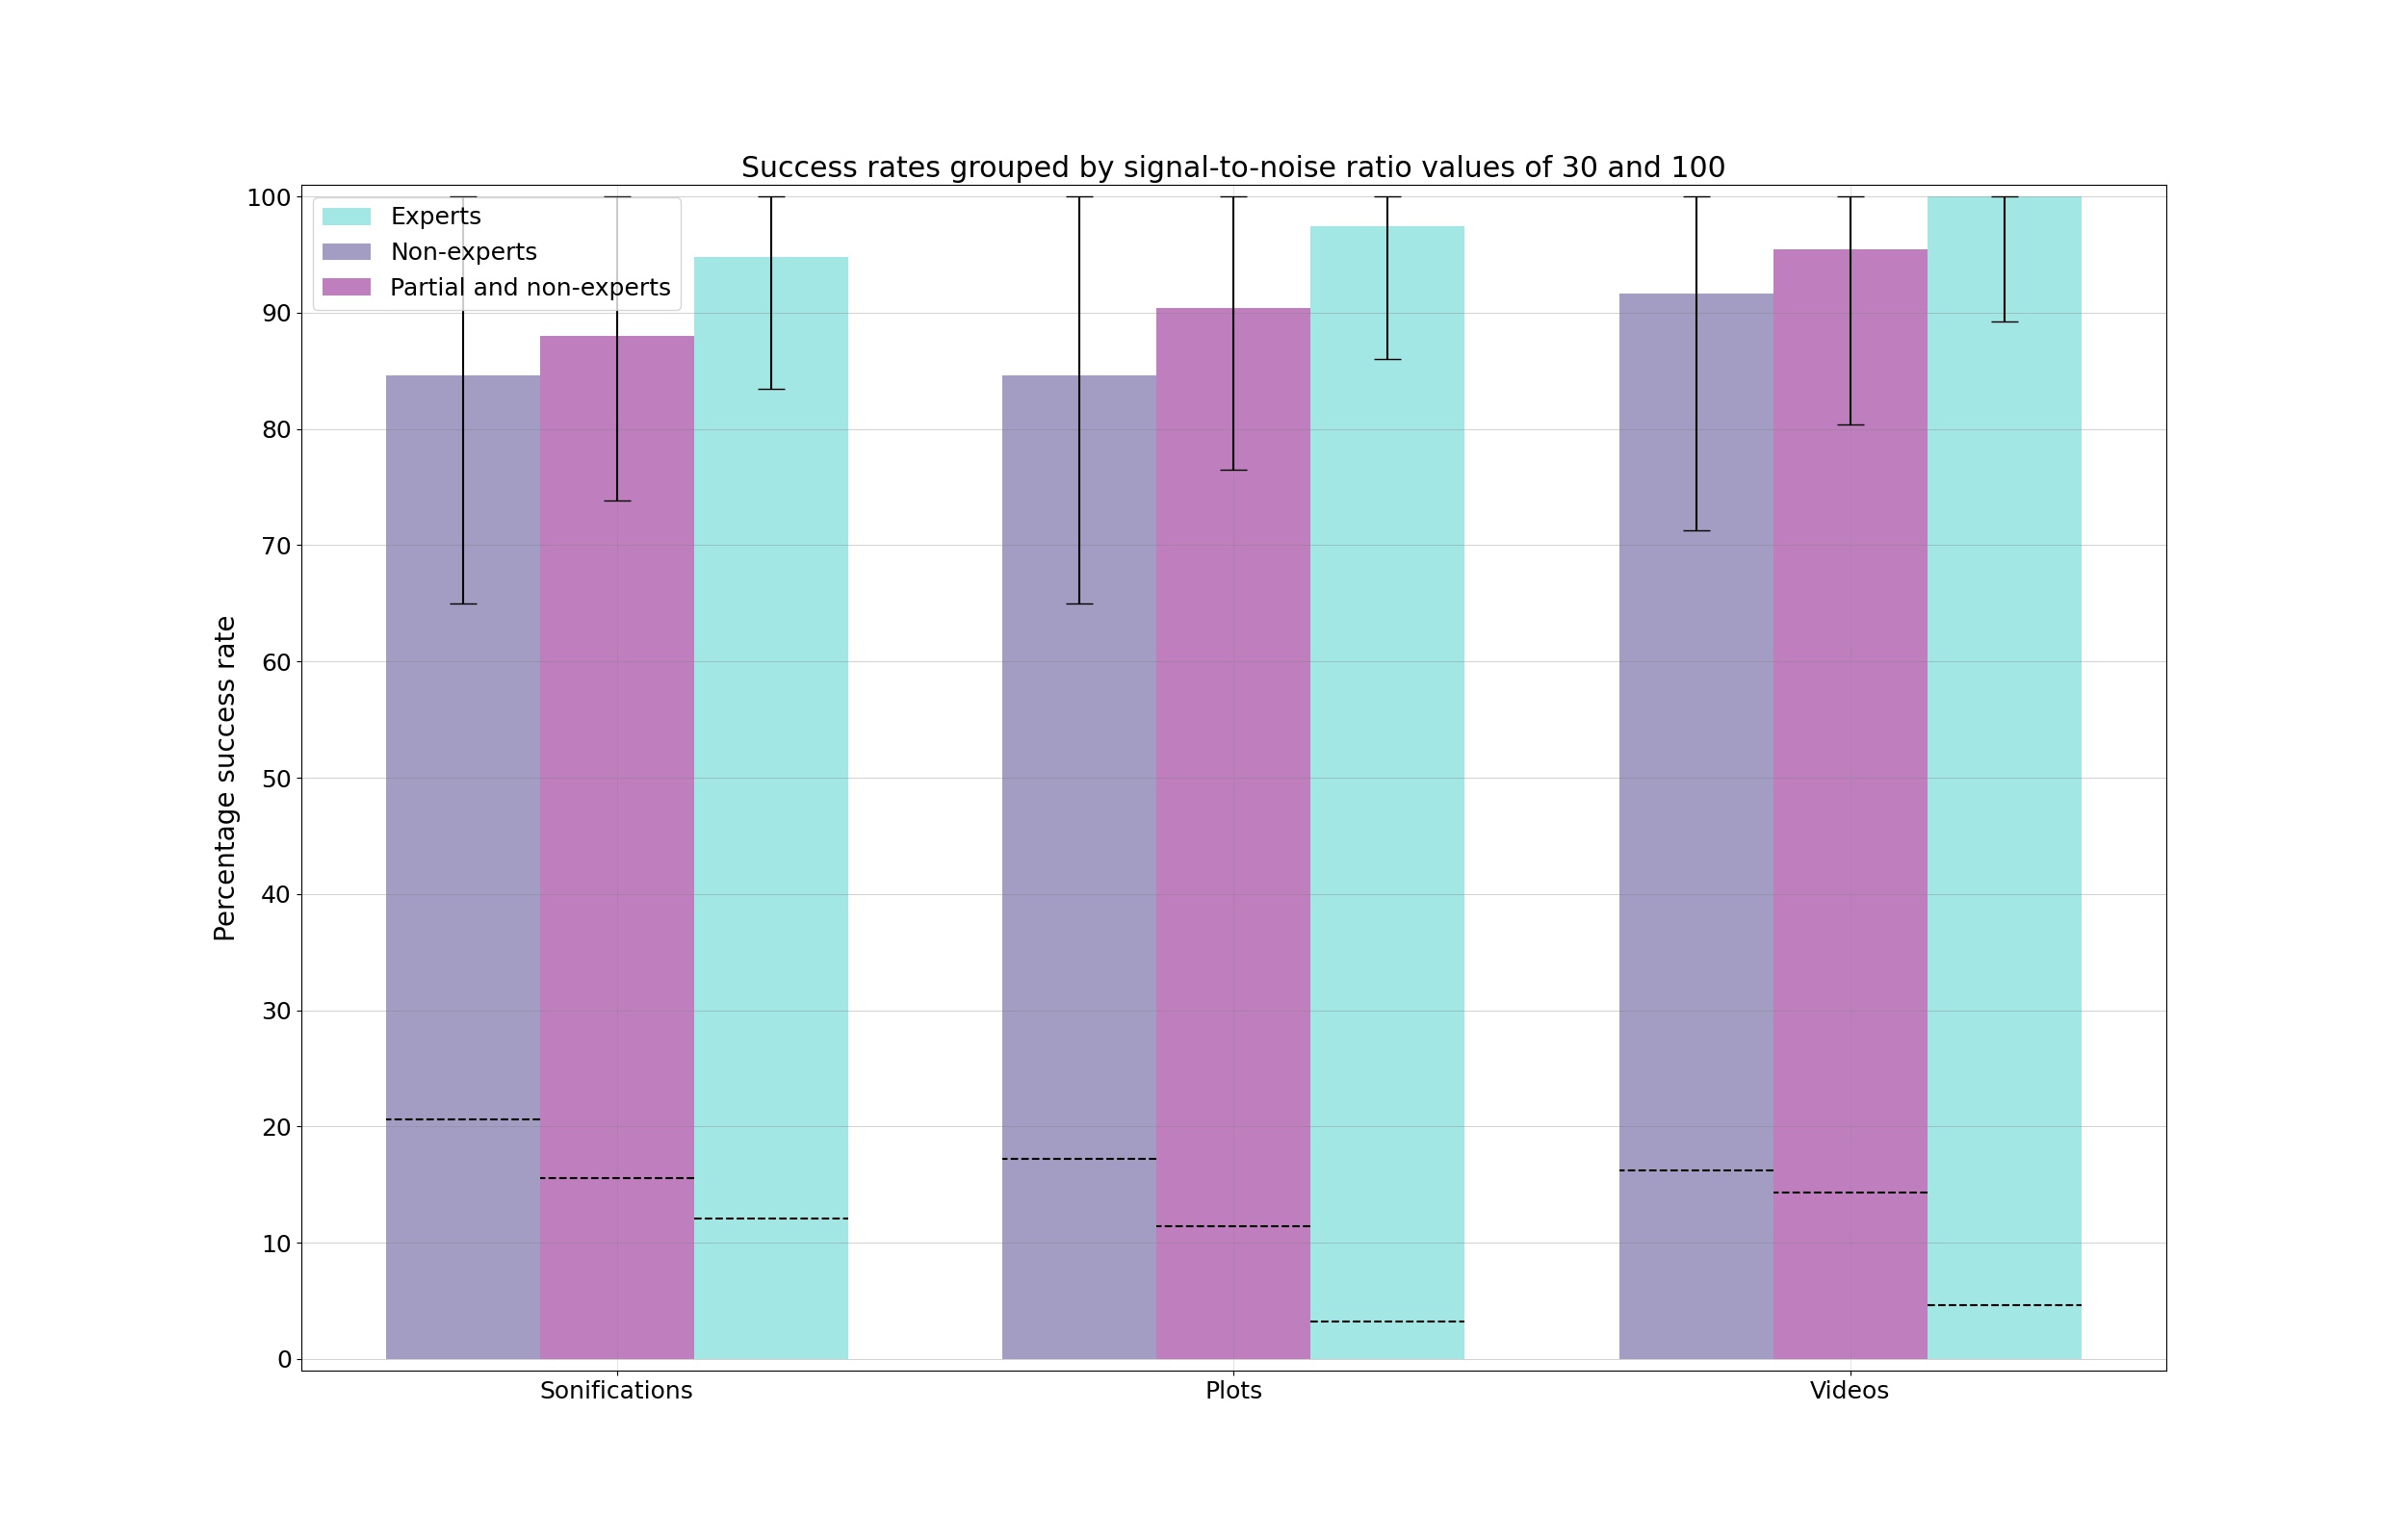 Success rates grouped by signal-to-noise ratio values of 30 and 100
Experts
Non-experts
Partial and non-experts
Percentage success rate
100
90
80
70
60
50
40
30
20
10
0
Sonifications Plots Videos